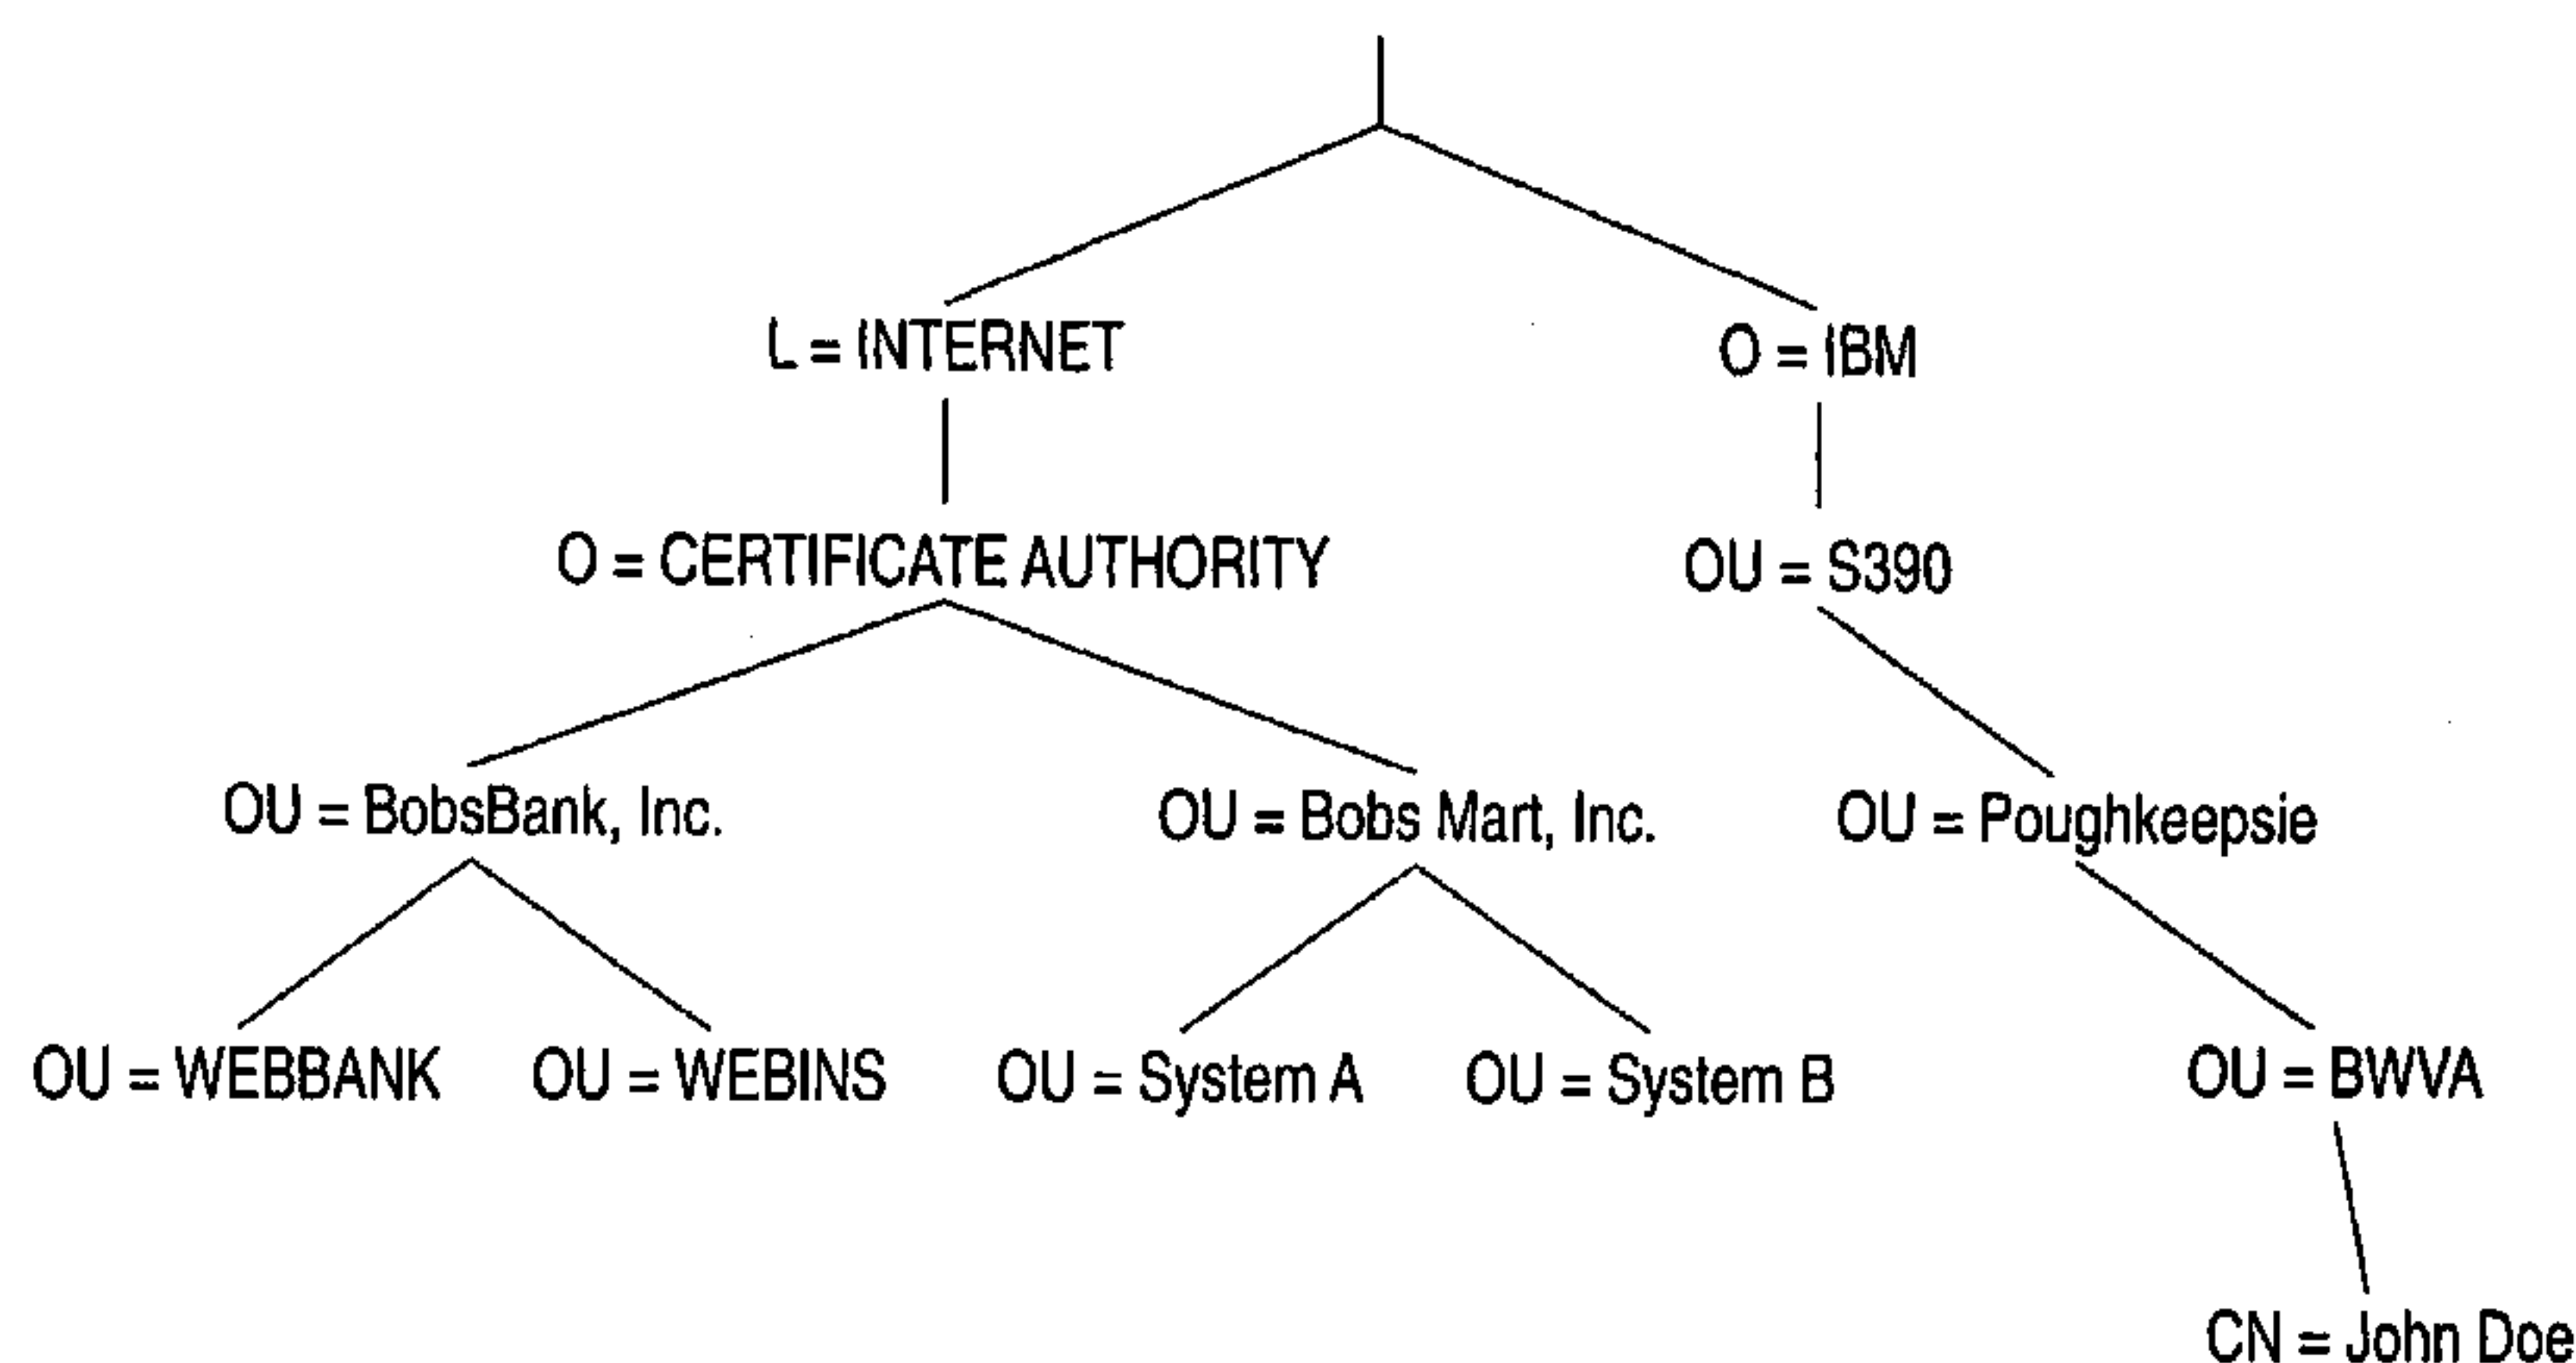 L = INTERNET
O = IBM
O = CERTIFICATE AUTHORITY
OU = S390
OU = BobsBank, Inc.
OU = Bobs Mart, Inc.
OU = Poughkeepsie
OU = WEBBANK
OU = WEBINS
OU = System A
OU = System B
OU = BWVA
CN = John Doe